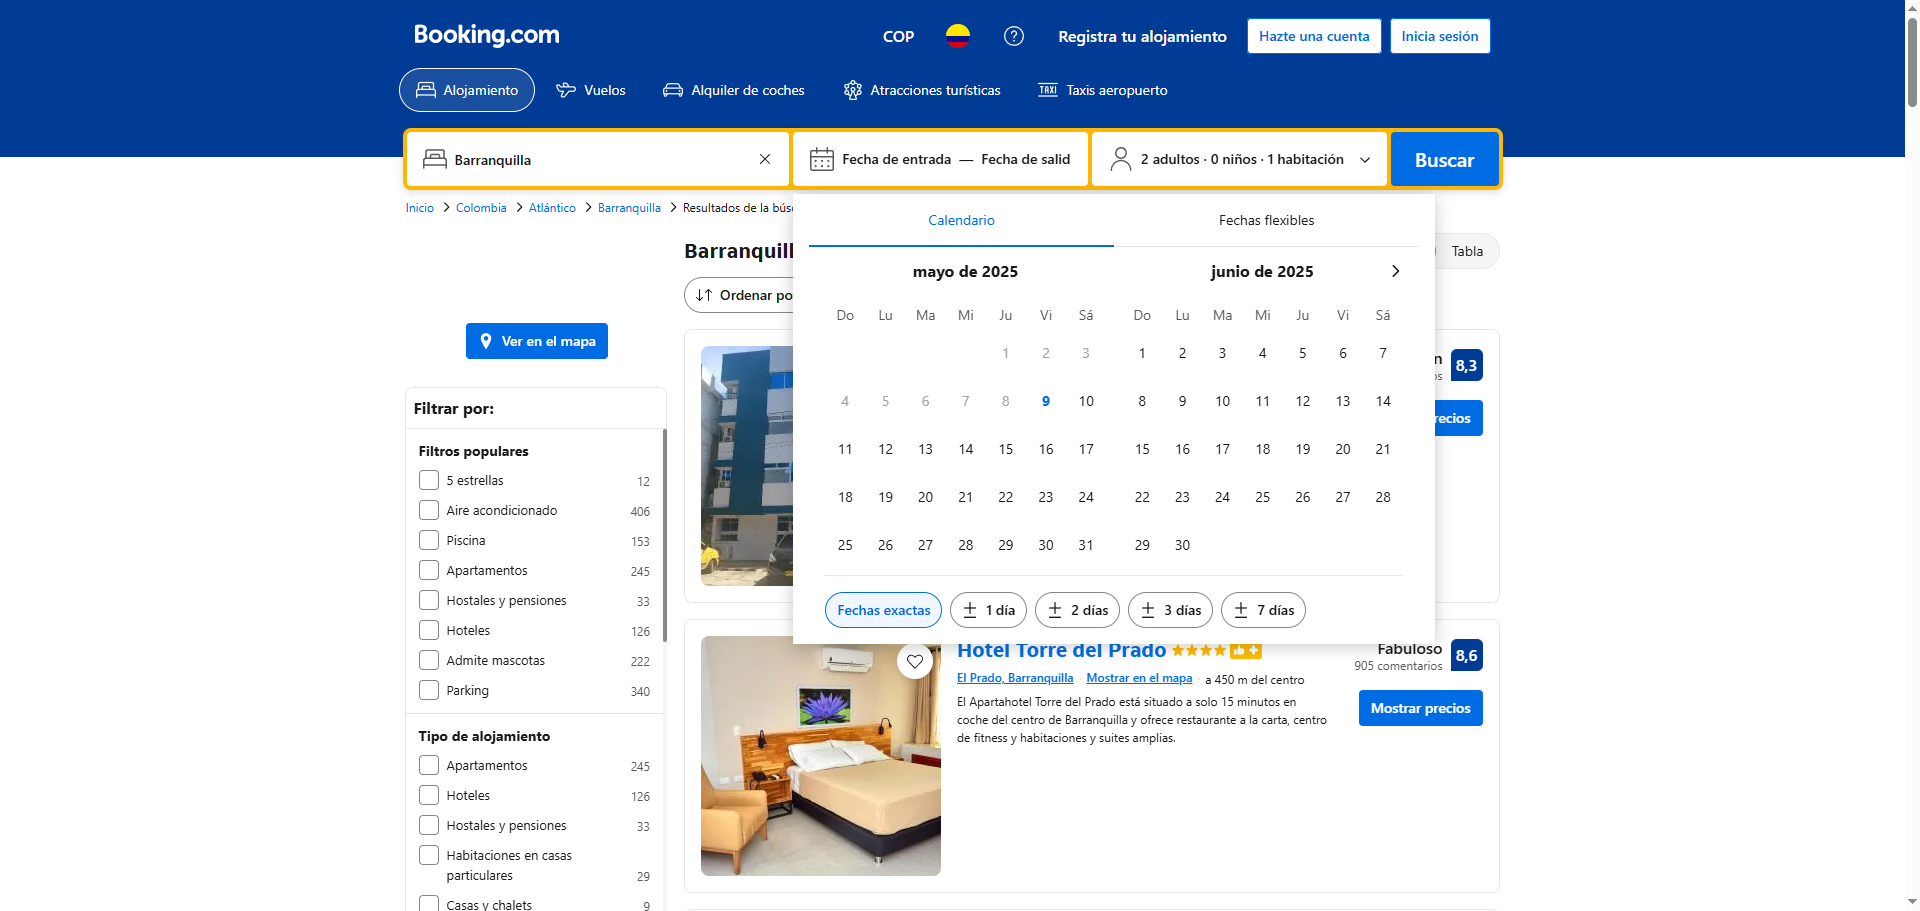 Booking.com
COP
Registra tu alojamiento
Hazte una cuenta
Inicia sesión
Alojamiento
Vuelos
Alquiler de coches
Atracciones turísticas
TAXI Taxis aeropuerto
Barranquilla
Fecha de entrada — Fecha de salid
2 adultos · 0 niños · 1 habitación
Buscar
Inicio > Colombia > Atlántico > Barranquilla > Resultados de la bús
Calendario
Fechas flexibles
Barranquill
Tabla
Ordenar po
mayo de 2025
Do Lu Ma Mi Ju Vi Sá
1 2 3
4 5 6 7 8 9 10
11 12 13 14 15 16 17
18 19 20 21 22 23 24
25 26 27 28 29 30 31
junio de 2025
Do Lu Ma Mi Ju Vi Sá
1 2 3 4 5 6 7
8 9 10 11 12 13 14
15 16 17 18 19 20 21
22 23 24 25 26 27 28
29 30
Fechas exactas
± 1 día
± 2 días
± 3 días
± 7 días
Ver en el mapa
Filtrar por:
Filtros populares
5 estrellas 12
Aire acondicionado 406
Piscina 153
Apartamentos 245
Hostales y pensiones 33
Hoteles 126
Admite mascotas 222
Parking 340
Tipo de alojamiento
Apartamentos 245
Hoteles 126
Hostales y pensiones 33
Habitaciones en casas
particulares 29
Casas y chalets 9
n
os
8,3
recios
Hotel Torre del Prado
El Prado, Barranquilla
Mostrar en el mapa
a 450 m del centro
El Apartahotel Torre del Prado está situado a solo 15 minutos en
coche del centro de Barranquilla y ofrece restaurante a la carta, centro
de fitness y habitaciones y suites amplias.
Fabuloso
905 comentarios
8,6
Mostrar precios